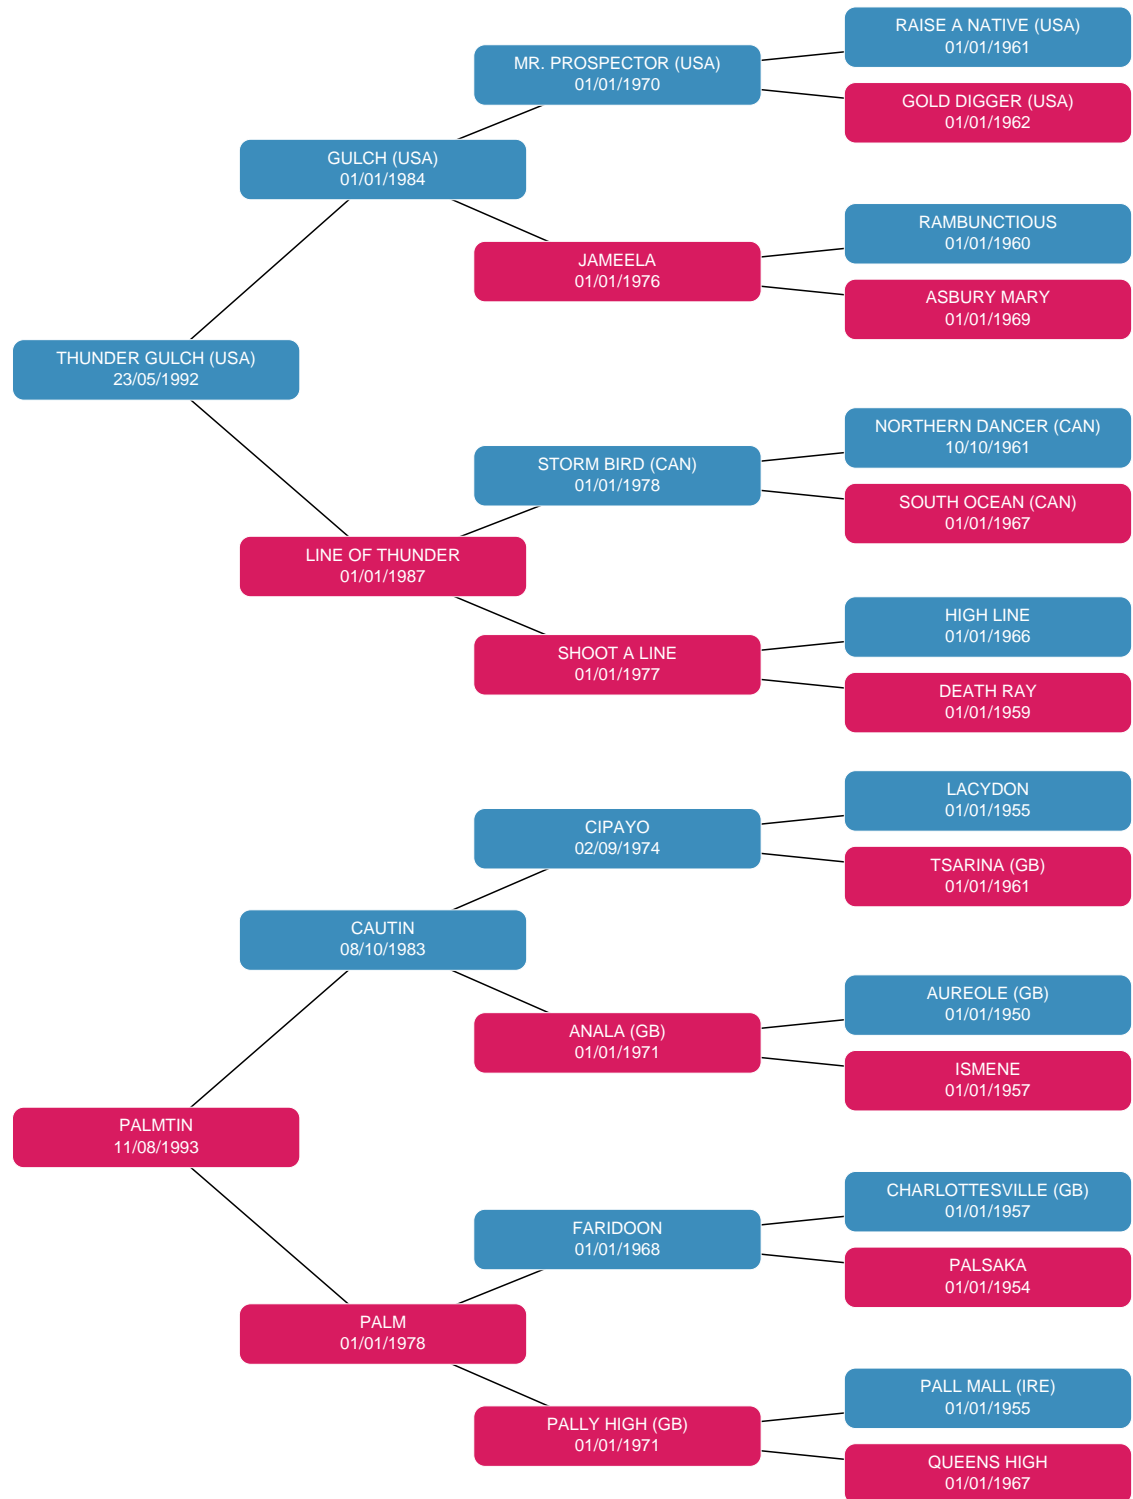 RAISE A NATIVE (USA)
01/01/1961
MR. PROSPECTOR (USA)
01/01/1970
GOLD DIGGER (USA)
01/01/1962
GULCH (USA)
01/01/1984
RAMBUNCTIOUS
01/01/1960
JAMEELA
01/01/1976
ASBURY MARY
01/01/1969
THUNDER GULCH (USA)
23/05/1992
NORTHERN DANCER (CAN)
10/10/1961
STORM BIRD (CAN)
01/01/1978
SOUTH OCEAN (CAN)
01/01/1967
LINE OF THUNDER
01/01/1987
HIGH LINE
01/01/1966
SHOOT A LINE
01/01/1977
DEATH RAY
01/01/1959
LACYDON
01/01/1955
CIPAYO
02/09/1974
TSARINA (GB)
01/01/1961
CAUTIN
08/10/1983
AUREOLE (GB)
01/01/1950
ANALA (GB)
01/01/1971
ISMENE
01/01/1957
PALMTIN
11/08/1993
CHARLOTTESVILLE (GB)
01/01/1957
FARIDOON
01/01/1968
PALSAKA
01/01/1954
PALM
01/01/1978
PALL MALL (IRE)
01/01/1955
PALLY HIGH (GB)
01/01/1971
QUEENS HIGH
01/01/1967